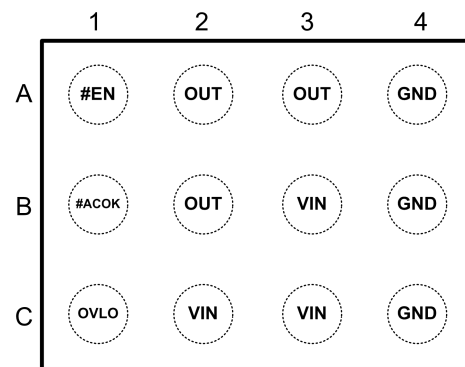 1 2 3 4
A #EN OUT OUT GND
B #ACOK OUT VIN GND
C OVLO VIN VIN GND